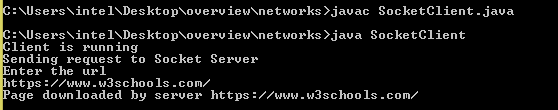 C:\Users\intel\Desktop\overview\networks>javac SocketClient.java
C:\Users\intel\Desktop\overview\networks>java SocketClient
Client is running
Sending request to Socket Server
Enter the url
https://www.w3schools.com/
Page downloaded by server https://www.w3schools.com/